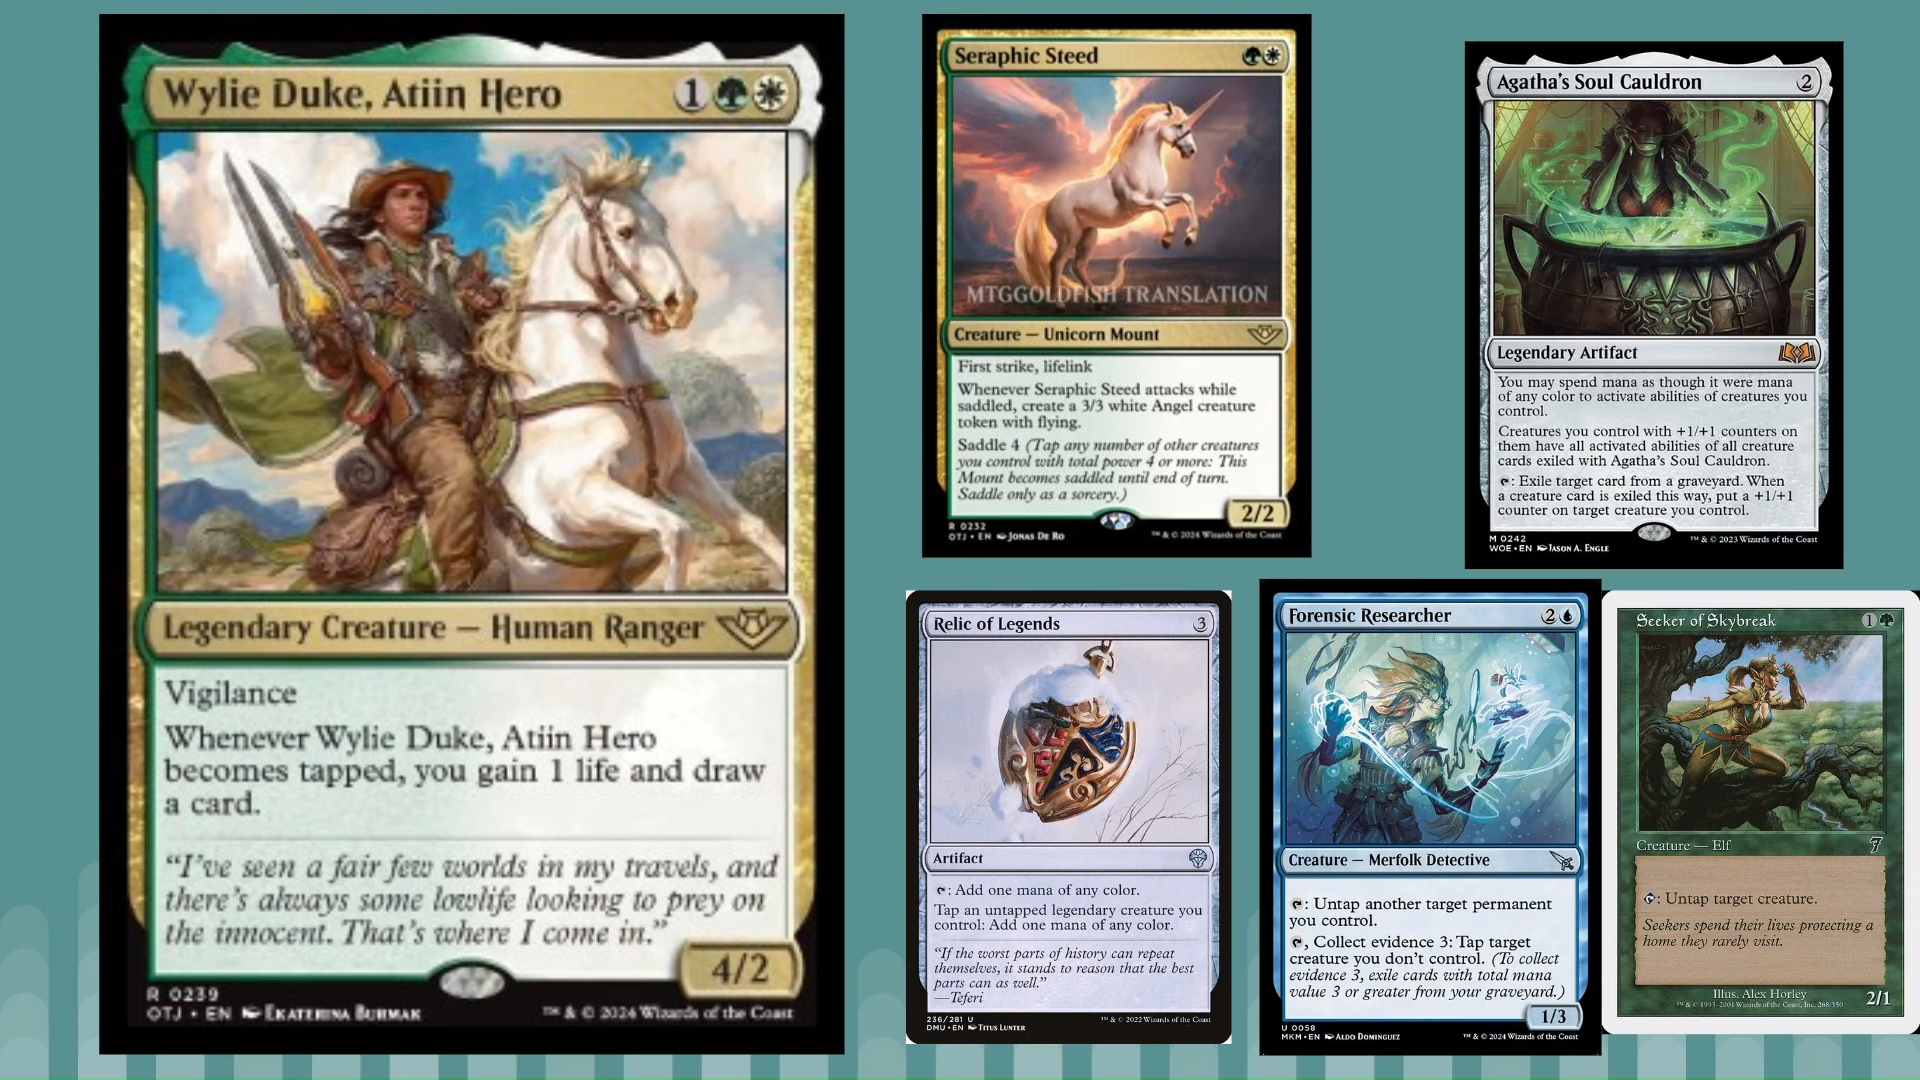 Wylie Duke, Atiin Hero 1
Legendary Creature — Human Ranger
Vigilance
Whenever Wylie Duke, Atiin Hero
becomes tapped, you gain 1 life and draw
a card.
“I’ve seen a fair few worlds in my travels, and
there’s always some lowlife looking to prey on
the innocent. That’s where I come in.”
4/2
R 0239
OTJ • EN EKATERINA BURMAK ™ & © 2024 Wizards of the Coast
Seraphic Steed
MTGGOLDFISH TRANSLATION
Creature — Unicorn Mount
First strike, lifelink
Whenever Seraphic Steed attacks while
saddled, create a 3/3 white Angel creature
token with flying.
Saddle 4 (Tap any number of other creatures
you control with total power 4 or more: This
Mount becomes saddled until end of turn.
Saddle only as a sorcery.)
2/2
R 0232
OTJ • EN JONAS DE RO ™ & © 2024 Wizards of the Coast
Agatha’s Soul Cauldron 2
Legendary Artifact
You may spend mana as though it were mana
of any color to activate abilities of creatures you
control.
Creatures you control with +1/+1 counters on
them have all activated abilities of all creature
cards exiled with Agatha’s Soul Cauldron.
: Exile target card from a graveyard. When
a creature card is exiled this way, put a +1/+1
counter on target creature you control.
M 0242
WOE • EN JASON A. ENGLE ™ & © 2023 Wizards of the Coast
Relic of Legends 3
Artifact
: Add one mana of any color.
Tap an untapped legendary creature you
control: Add one mana of any color.
“If the worst parts of history can repeat
themselves, it stands to reason that the best
parts can as well.”
—Teferi
236/281 U
DMU • EN TITUS LUNTER ™ & © 2022 Wizards of the Coast
Forensic Researcher 2
Creature — Merfolk Detective
: Untap another target permanent
you control.
, Collect evidence 3: Tap target
creature you don’t control. (To collect
evidence 3, exile cards with total mana
value 3 or greater from your graveyard.)
1/3
U 0058
MKM • EN ALDO DOMINGUEZ ™ & © 2024 Wizards of the Coast
Seeker of Skybreak 1
Creature — Elf 7
: Untap target creature.
Seekers spend their lives protecting a
home they rarely visit.
Illus. Alex Horley
™ & © 1993–2001 Wizards of the Coast, Inc. 268/350
2/1